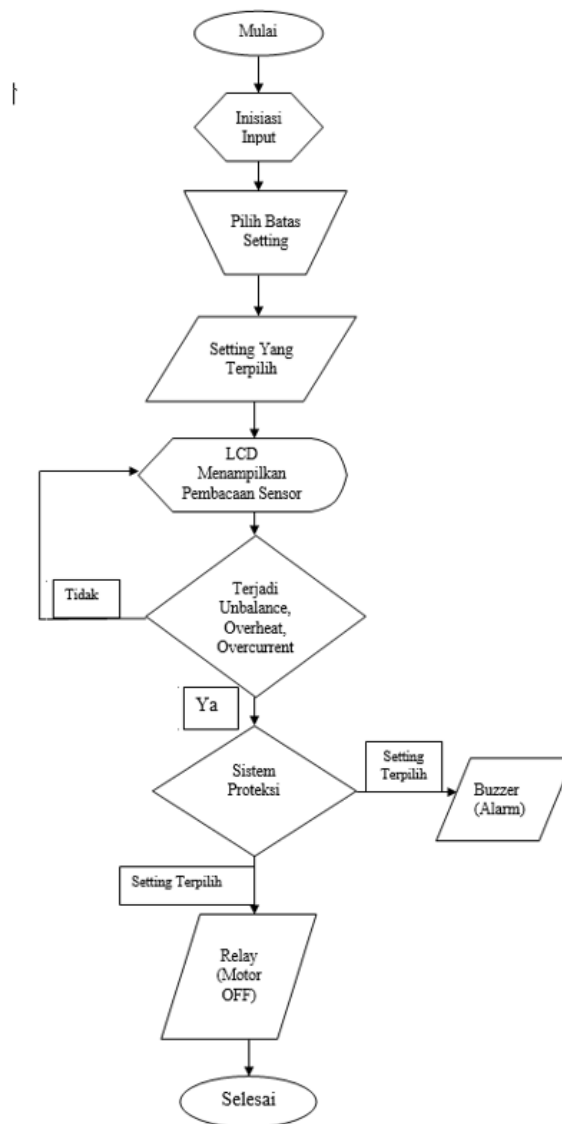 Mulai
Inisiasi
Input
Pilih Batas
Setting
Setting Yang
Terpilih
LCD
Menampilkan
Pembacaan Sensor
Tidak
Terjadi
Unbalance,
Overheat,
Overcurrent
Ya
Sistem
Proteksi
Setting
Terpilih
Buzzer
(Alarm)
Setting Terpilih
Relay
(Motor
OFF)
Selesai